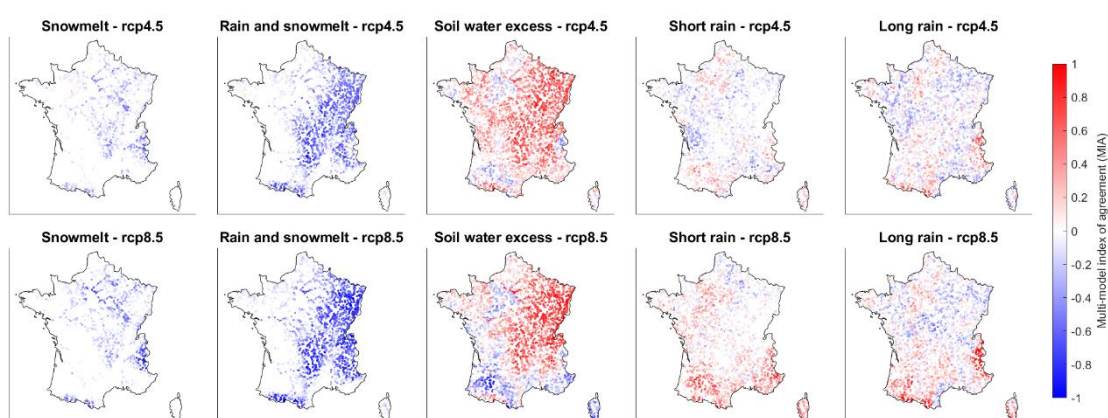 Snowmelt - rcp4.5
Rain and snowmelt - rcp4.5
Soil water excess - rcp4.5
Short rain - rcp4.5
Long rain - rcp4.5
Snowmelt - rcp8.5
Rain and snowmelt - rcp8.5
Soil water excess - rcp8.5
Short rain - rcp8.5
Long rain - rcp8.5
1
0.8
0.6
0.4
0.2
0
-0.2
-0.4
-0.6
-0.8
-1
Multi-model index of agreement (MIA)